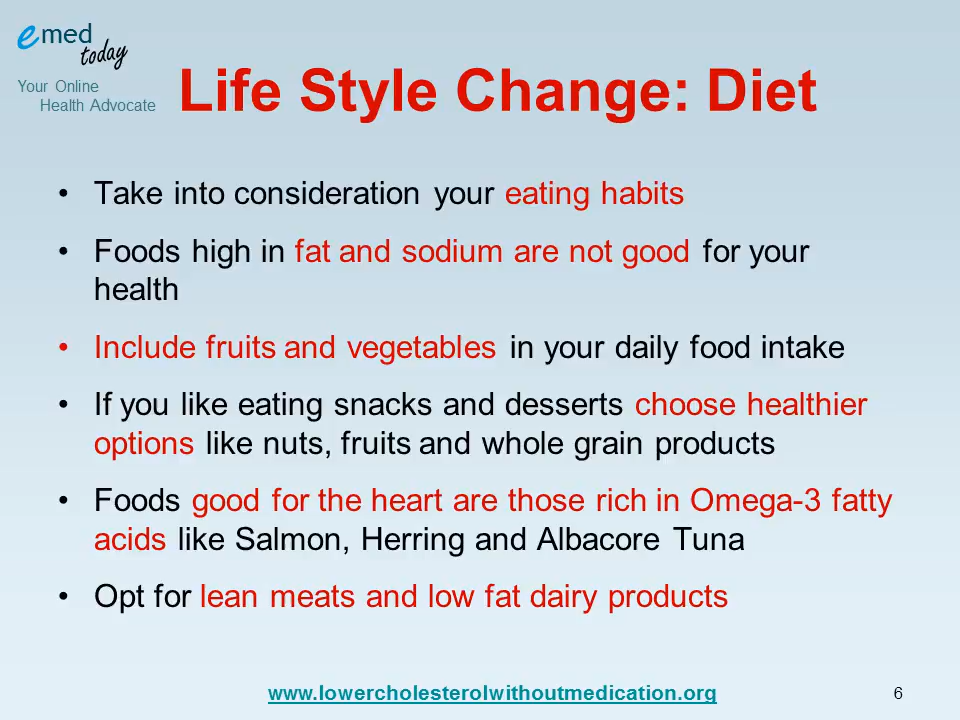 emed
today
Your Online
Health Advocate
Life Style Change: Diet
• Take into consideration your eating habits
• Foods high in fat and sodium are not good for your
health
• Include fruits and vegetables in your daily food intake
• If you like eating snacks and desserts choose healthier
options like nuts, fruits and whole grain products
• Foods good for the heart are those rich in Omega-3 fatty
acids like Salmon, Herring and Albacore Tuna
• Opt for lean meats and low fat dairy products
www.lowercholesterolwithoutmedication.org
6